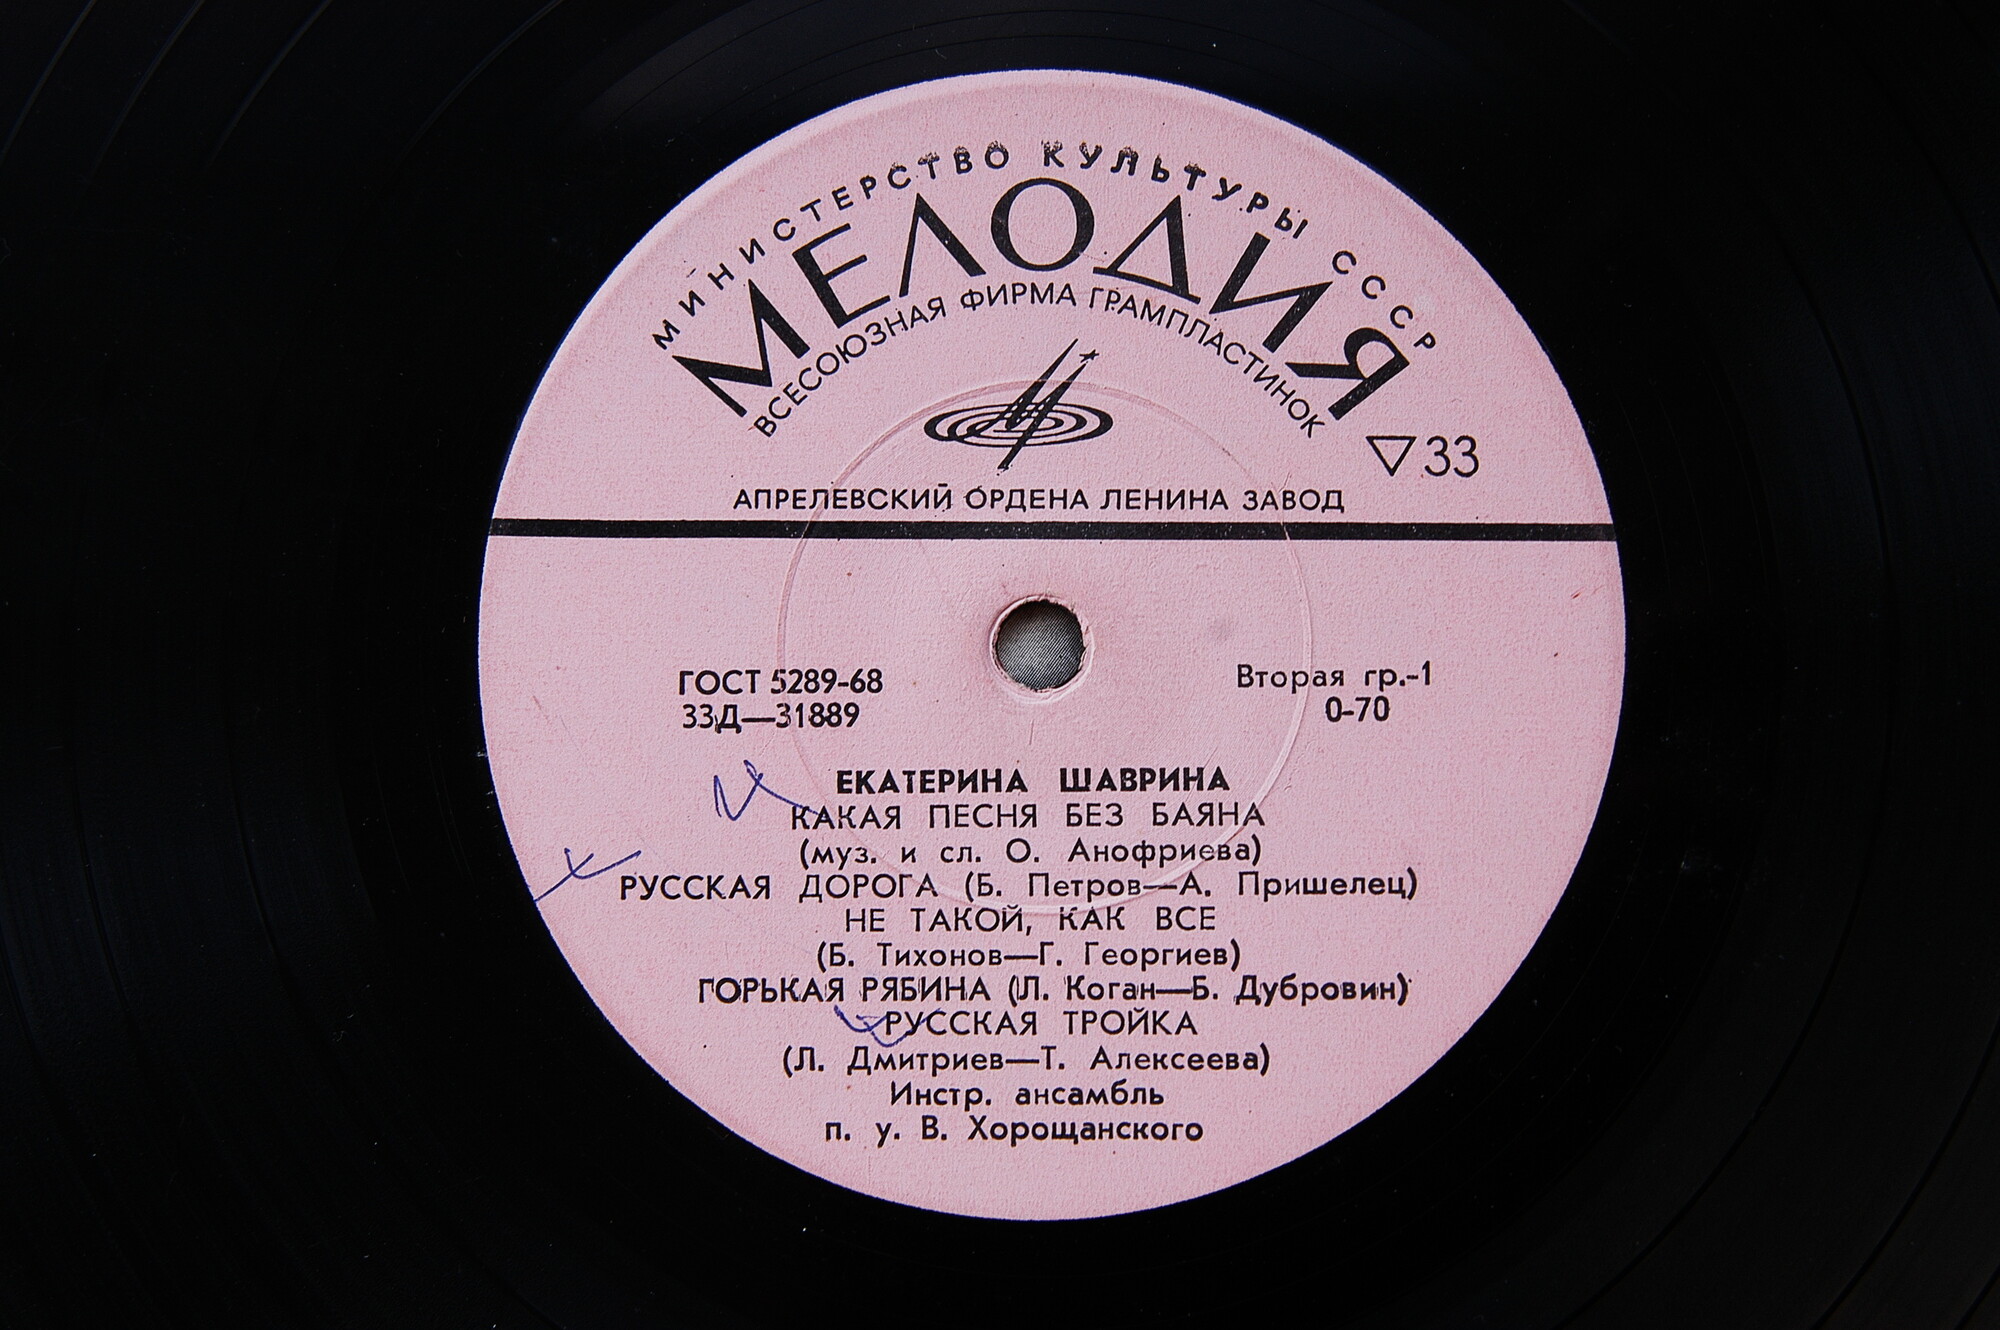 МИНИСТЕРСТВО КУЛЬТУРЫ СССР
МЕЛОДИЯ
ВСЕСОЮЗНАЯ ФИРМА ГРАМПЛАСТИНОК
▽33
АПРЕЛЕВСКИЙ ОРДЕНА ЛЕНИНА ЗАВОД
ГОСТ 5289-68
33Д—31889
Вторая гр.-1
0-70
ЕКАТЕРИНА ШАВРИНА
КАКАЯ ПЕСНЯ БЕЗ БАЯНА
(муз. и сл. О. Анофриева)
РУССКАЯ ДОРОГА (Б. Петров—А. Пришелец)
НЕ ТАКОЙ, КАК ВСЕ
(Б. Тихонов—Г. Георгиев)
ГОРЬКАЯ РЯБИНА (Л. Коган—Б. Дубровин)
РУССКАЯ ТРОЙКА
(Л. Дмитриев—Т. Алексеева)
Инстр. ансамбль
п. у. В. Хорощанского